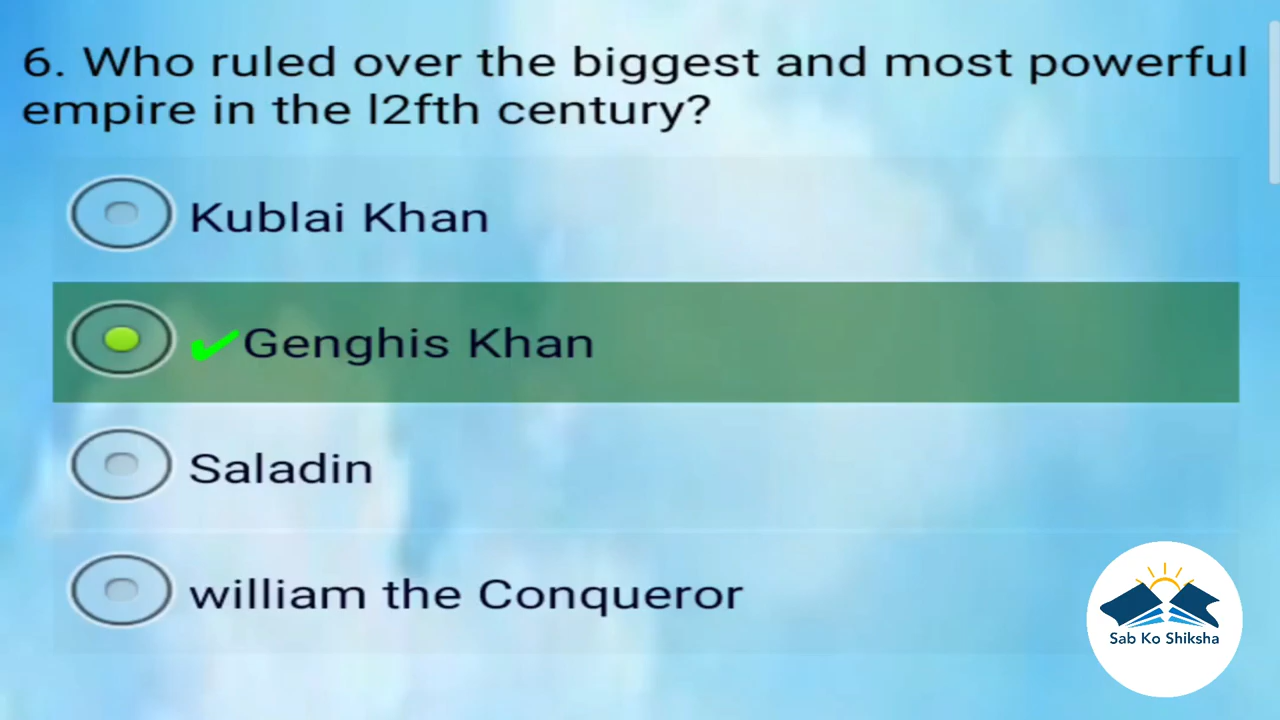 6. Who ruled over the biggest and most powerful
empire in the l2fth century?
Kublai Khan
✔Genghis Khan
Saladin
william the Conqueror
Sab Ko Shiksha